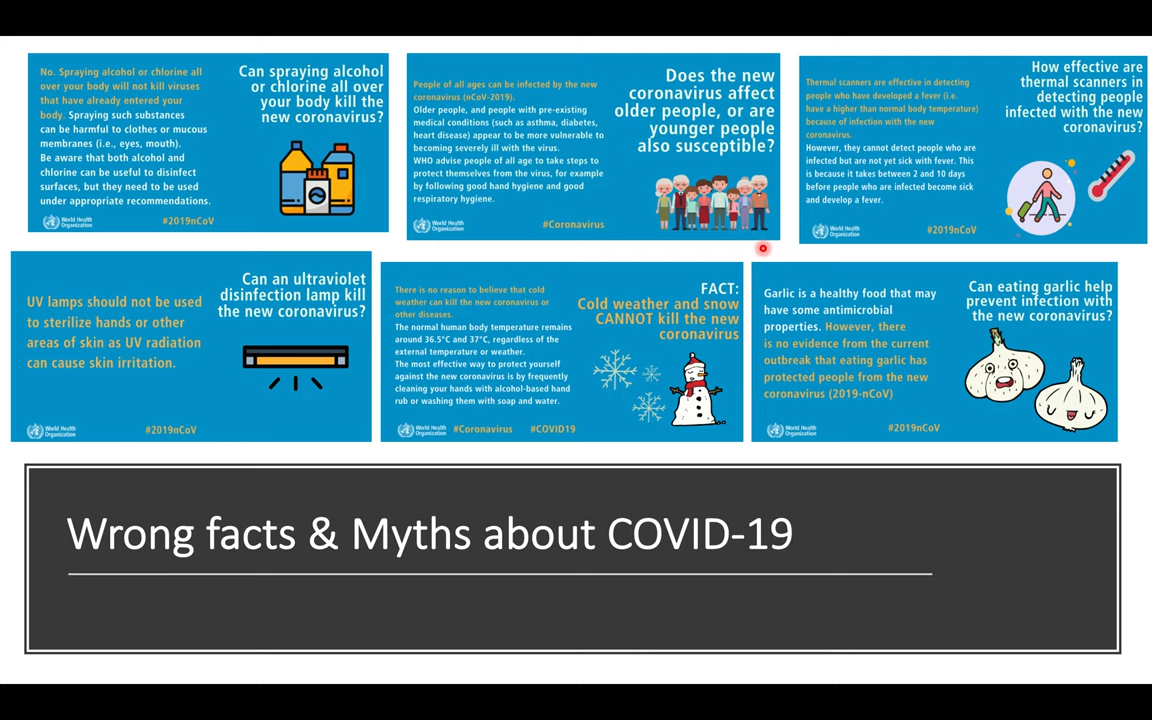 No. Spraying alcohol or chlorine all
over your body will not kill viruses
that have already entered your
body. Spraying such substances
can be harmful to clothes or mucous
membranes (i.e., eyes, mouth).
Be aware that both alcohol and
chlorine can be useful to disinfect
surfaces, but they need to be used
under appropriate recommendations.
Can spraying alcohol
or chlorine all over
your body kill the
new coronavirus?
World Health
Organization
#2019nCoV
People of all ages can be infected by the new
coronavirus (nCoV-2019).
Older people, and people with pre-existing
medical conditions (such as asthma, diabetes,
heart disease) appear to be more vulnerable to
becoming severely ill with the virus.
WHO advise people of all age to take steps to
protect themselves from the virus, for example
by following good hand hygiene and good
respiratory hygiene.
Does the new
coronavirus affect
older people, or are
younger people
also susceptible?
World Health
Organization
#Coronavirus
Thermal scanners are effective in detecting
people who have developed a fever (i.e.
have a higher than normal body temperature)
because of infection with the new
coronavirus.
However, they cannot detect people who are
infected but are not yet sick with fever. This
is because it takes between 2 and 10 days
before people who are infected become sick
and develop a fever.
How effective are
thermal scanners in
detecting people
infected with the new
coronavirus?
World Health
Organization
#2019nCoV
UV lamps should not be used
to sterilize hands or other
areas of skin as UV radiation
can cause skin irritation.
Can an ultraviolet
disinfection lamp kill
the new coronavirus?
World Health
Organization
#2019nCoV
There is no reason to believe that cold
weather can kill the new coronavirus or
other diseases.
The normal human body temperature remains
around 36.5°C and 37°C, regardless of the
external temperature or weather.
The most effective way to protect yourself
against the new coronavirus is by frequently
cleaning your hands with alcohol-based hand
rub or washing them with soap and water.
FACT:
Cold weather and snow
CANNOT kill the new
coronavirus
World Health
Organization
#Coronavirus #COVID19
Garlic is a healthy food that may
have some antimicrobial
properties. However, there
is no evidence from the current
outbreak that eating garlic has
protected people from the new
coronavirus (2019-nCoV)
Can eating garlic help
prevent infection with
the new coronavirus?
World Health
Organization
#2019nCoV
Wrong facts & Myths about COVID-19